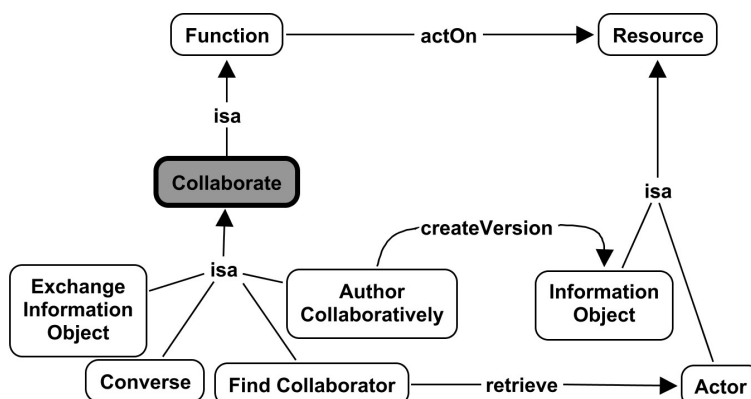 Function
actOn
Resource
isa
Collaborate
isa
createVersion
isa
Exchange
Information
Object
Author
Collaboratively
Information
Object
Converse
Find Collaborator
retrieve
Actor